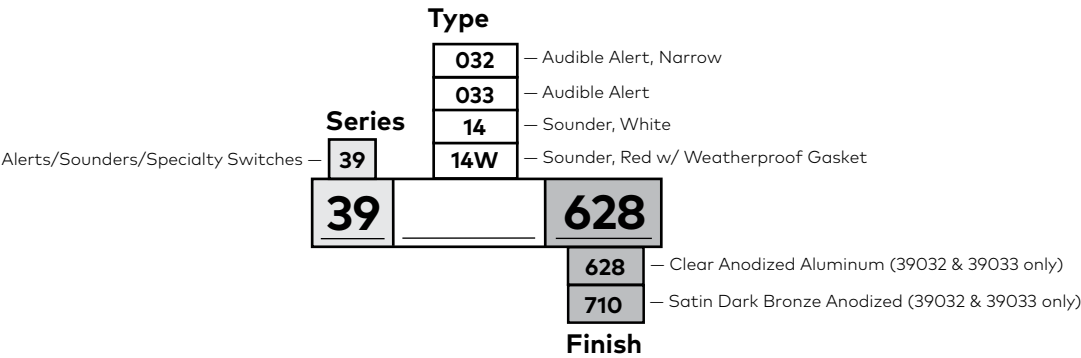 Type
032 — Audible Alert, Narrow
033 — Audible Alert
Series
14 — Sounder, White
Alerts/Sounders/Specialty Switches — 39
14W — Sounder, Red w/ Weatherproof Gasket
39 628
628 — Clear Anodized Aluminum (39032 & 39033 only)
710 — Satin Dark Bronze Anodized (39032 & 39033 only)
Finish